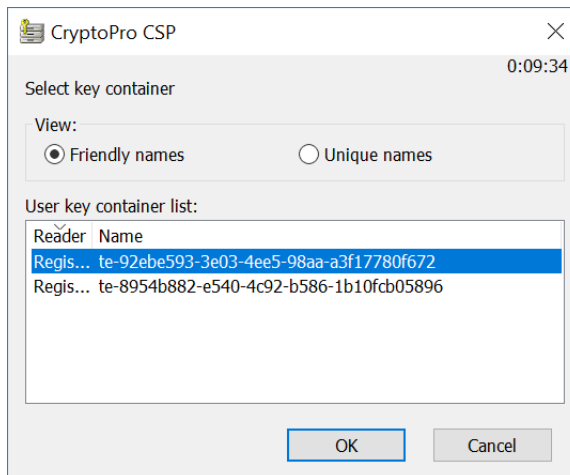 CryptoPro CSP
0:09:34
Select key container
View:
Friendly names Unique names
User key container list:
Reader Name
Regis... te-92ebe593-3e03-4ee5-98aa-a3f17780f672
Regis... te-8954b882-e540-4c92-b586-1b10fcb05896
OK Cancel